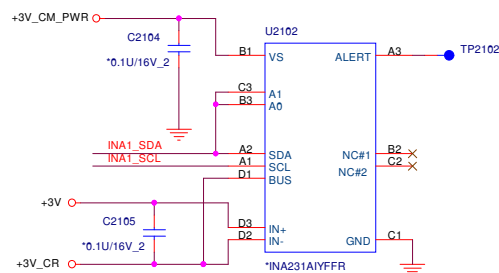 +3V_CM_PWR
U2102
C2104
*0.1U/16V_2
B1
VS
ALERT
A3
TP2102
C3
A1
B3
A0
INA1_SDA
A2
SDA
NC#1
B2
INA1_SCL
A1
SCL
NC#2
C2
D1
BUS
+3V
C2105
D3
IN+
*0.1U/16V_2
D2
IN-
GND
C1
+3V_CR
*INA231AIYFFR